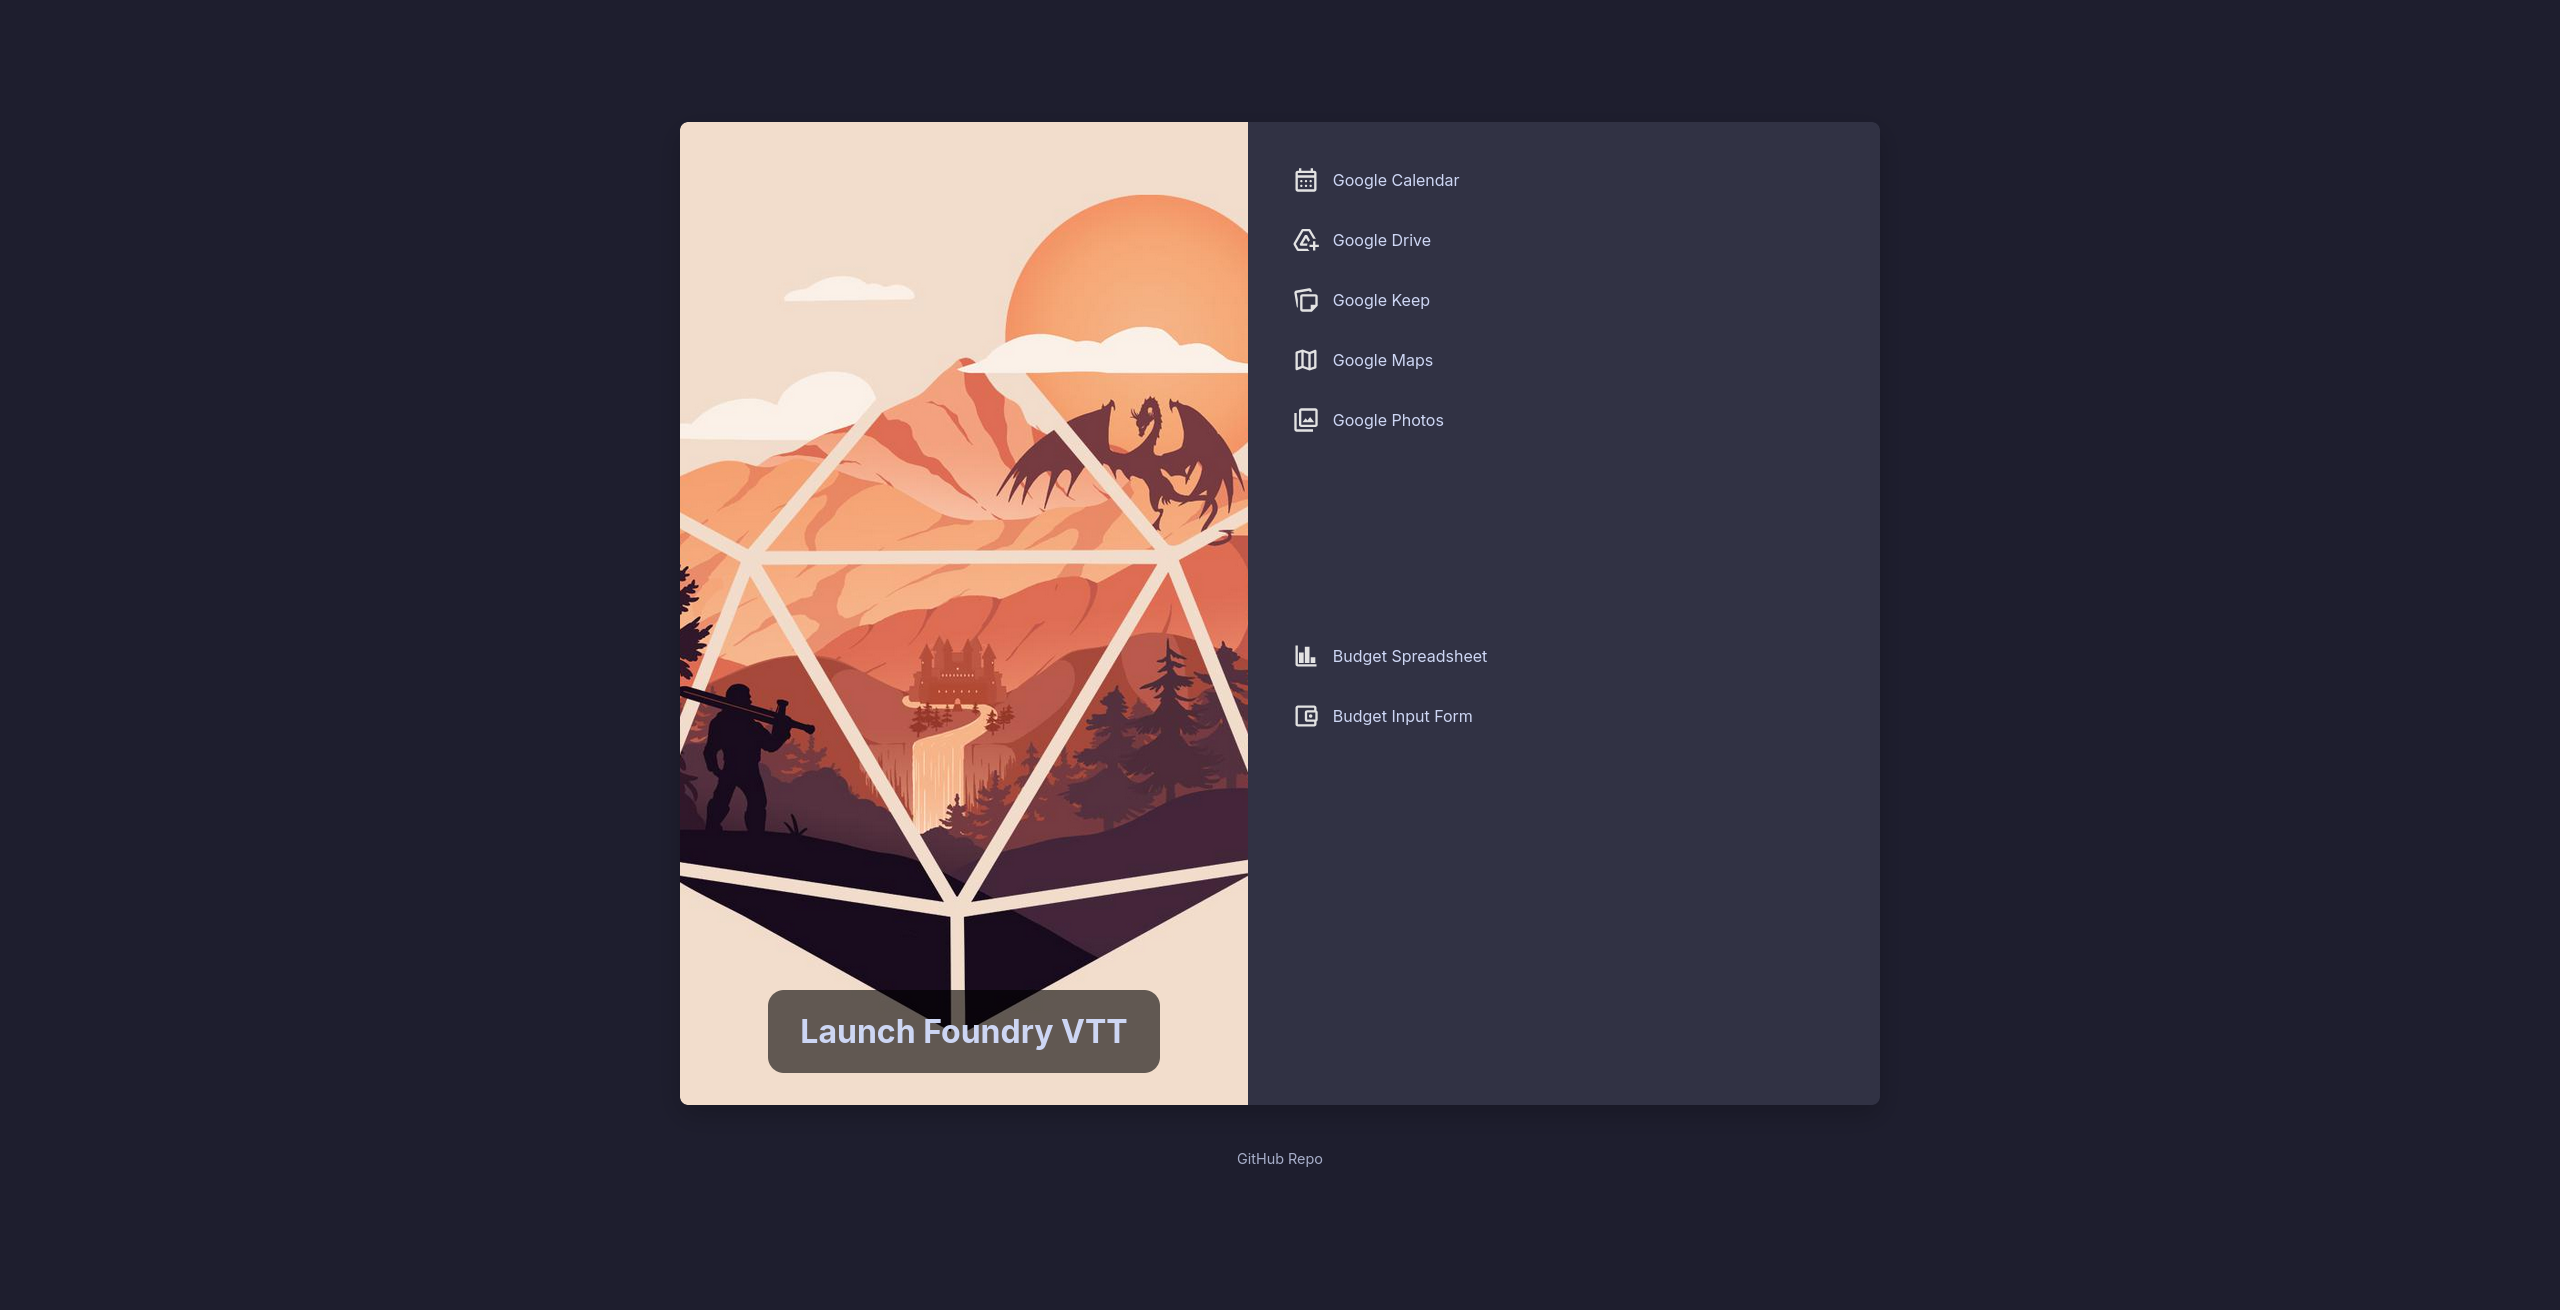 Google Calendar
Google Drive
Google Keep
Google Maps
Google Photos
Budget Spreadsheet
Budget Input Form
Launch Foundry VTT
GitHub Repo